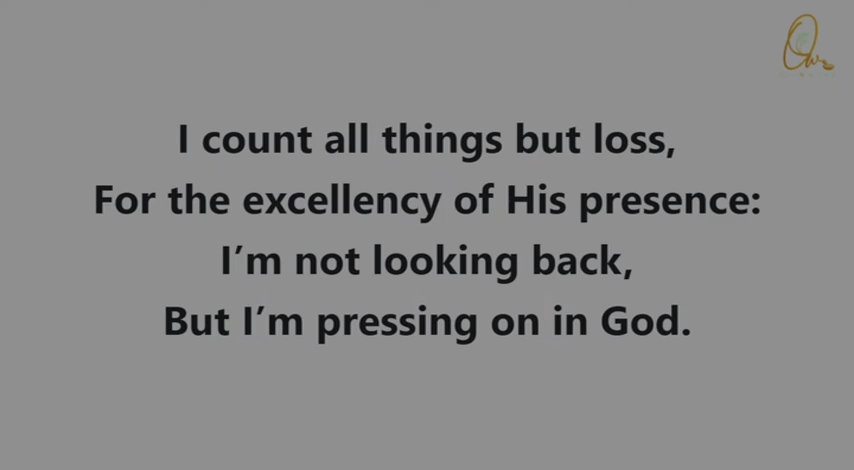 I count all things but loss,
For the excellency of His presence:
I’m not looking back,
But I’m pressing on in God.